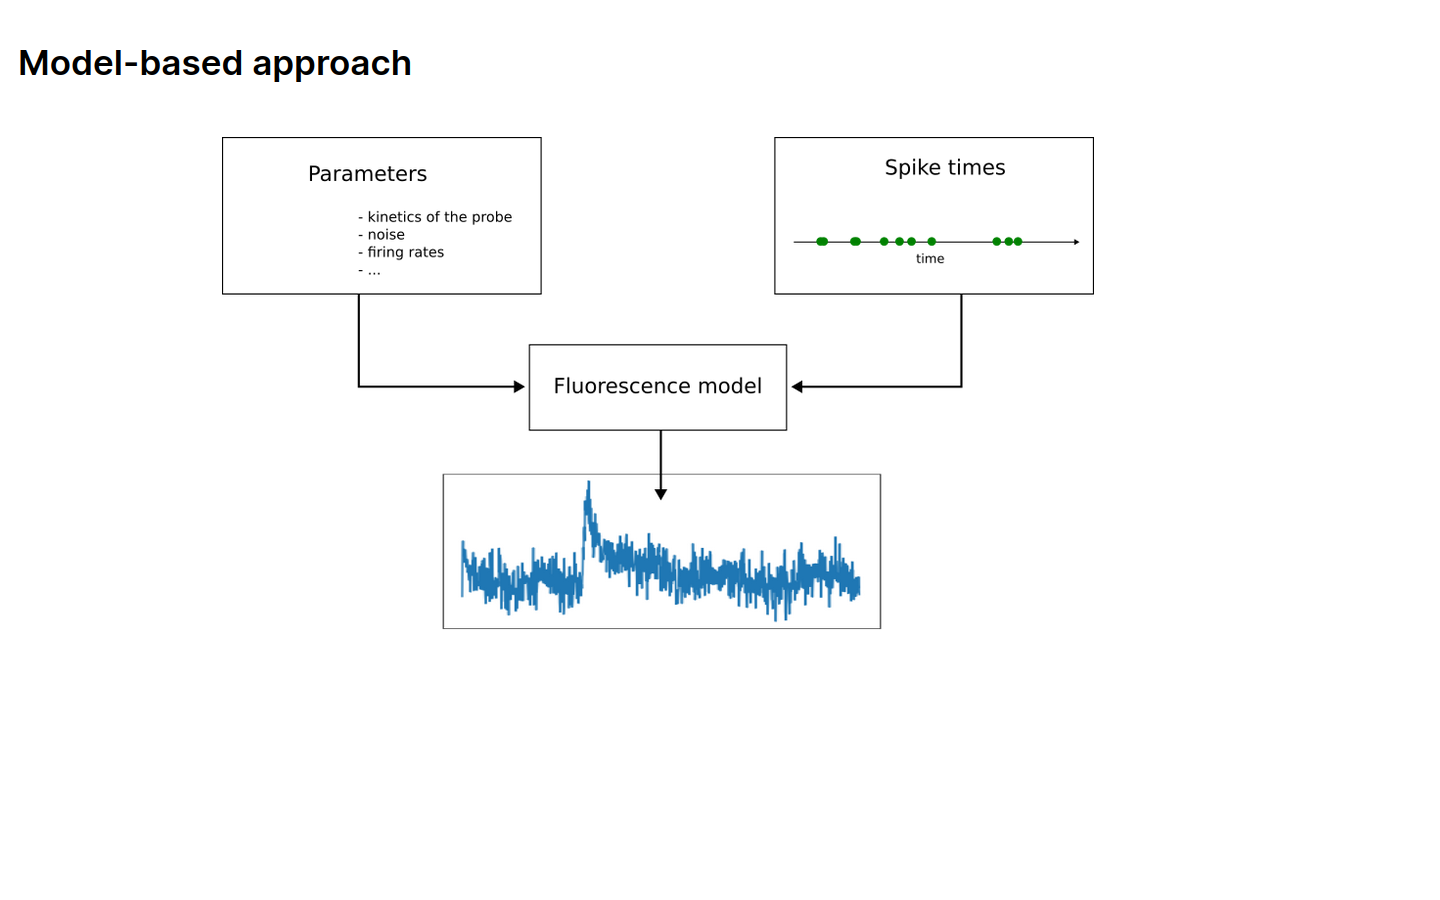 Model-based approach
Parameters
- kinetics of the probe
- noise
- firing rates
- ...
Spike times
time
Fluorescence model